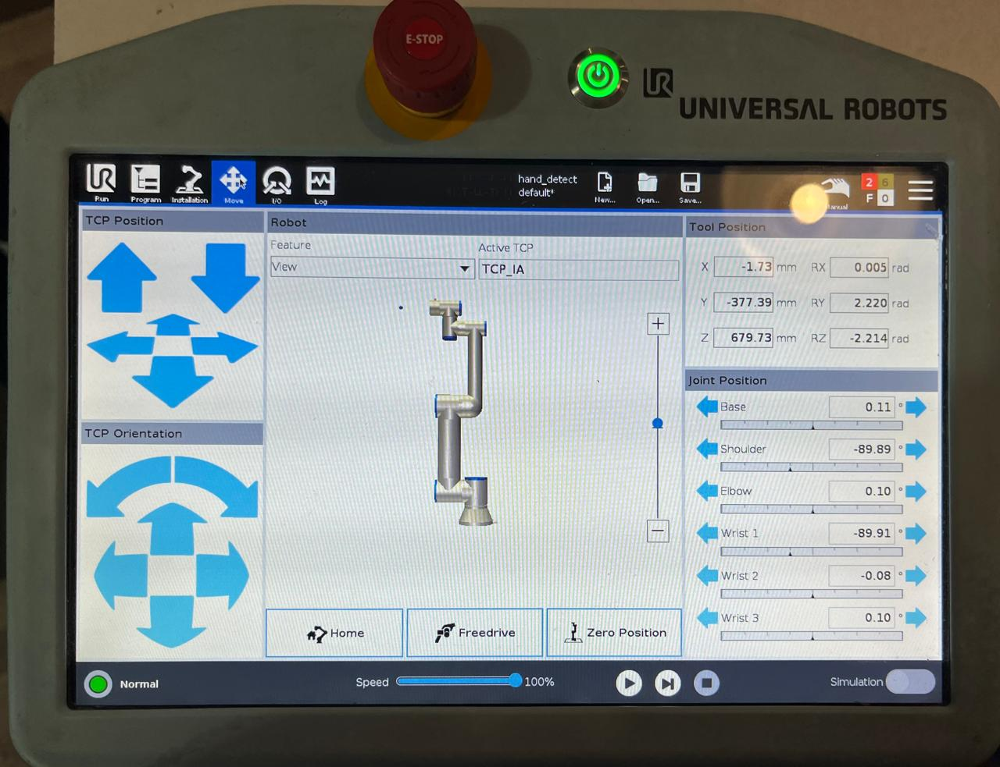 E-STOP
UR
UNIVERSAL ROBOTS
UR
Run
Program
Installation
Move
I/O
Log
hand_detect
default*
New...
Open...
Save...
2 6
F 0
TCP Position
Robot
Tool Position
Feature
View
Active TCP
TCP_IA
X -1.73 mm RX 0.005 rad
Y -377.39 mm RY 2.220 rad
Z 679.73 mm RZ -2.214 rad
Joint Position
Base 0.11 °
Shoulder -89.89 °
Elbow 0.10 °
Wrist 1 -89.91 °
Wrist 2 -0.08 °
Wrist 3 0.10 °
TCP Orientation
Home
Freedrive
Zero Position
Normal
Speed 100%
Simulation